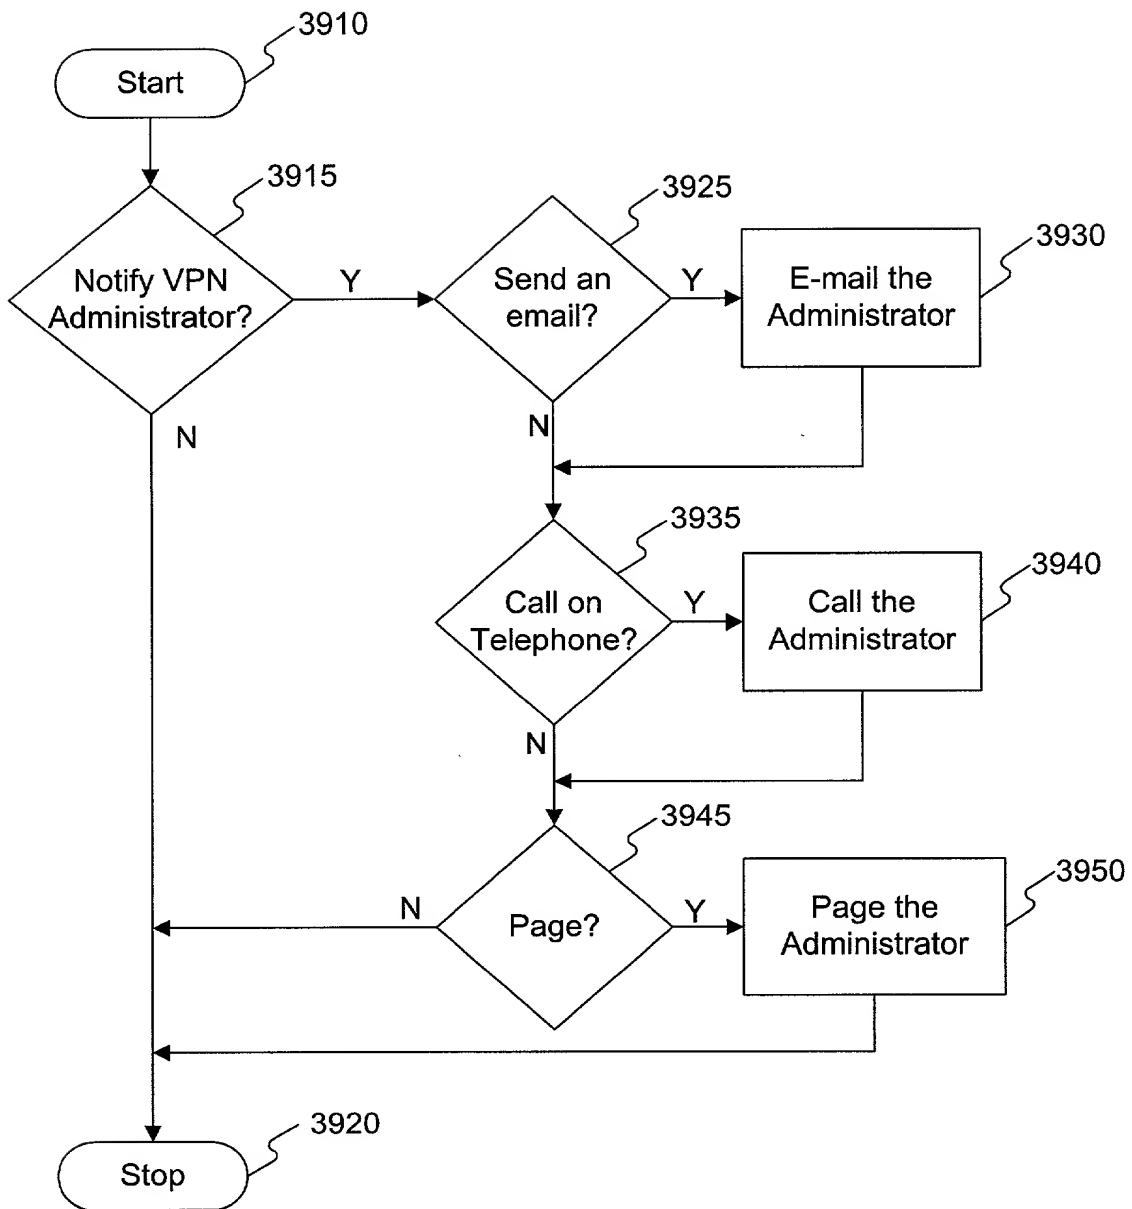 3910
Start
3915
Notify VPN
Administrator?
Y
N
3925
Send an
email?
Y
N
3930
E-mail the
Administrator
3935
Call on
Telephone?
Y
N
3940
Call the
Administrator
3945
Page?
N
Y
3950
Page the
Administrator
3920
Stop